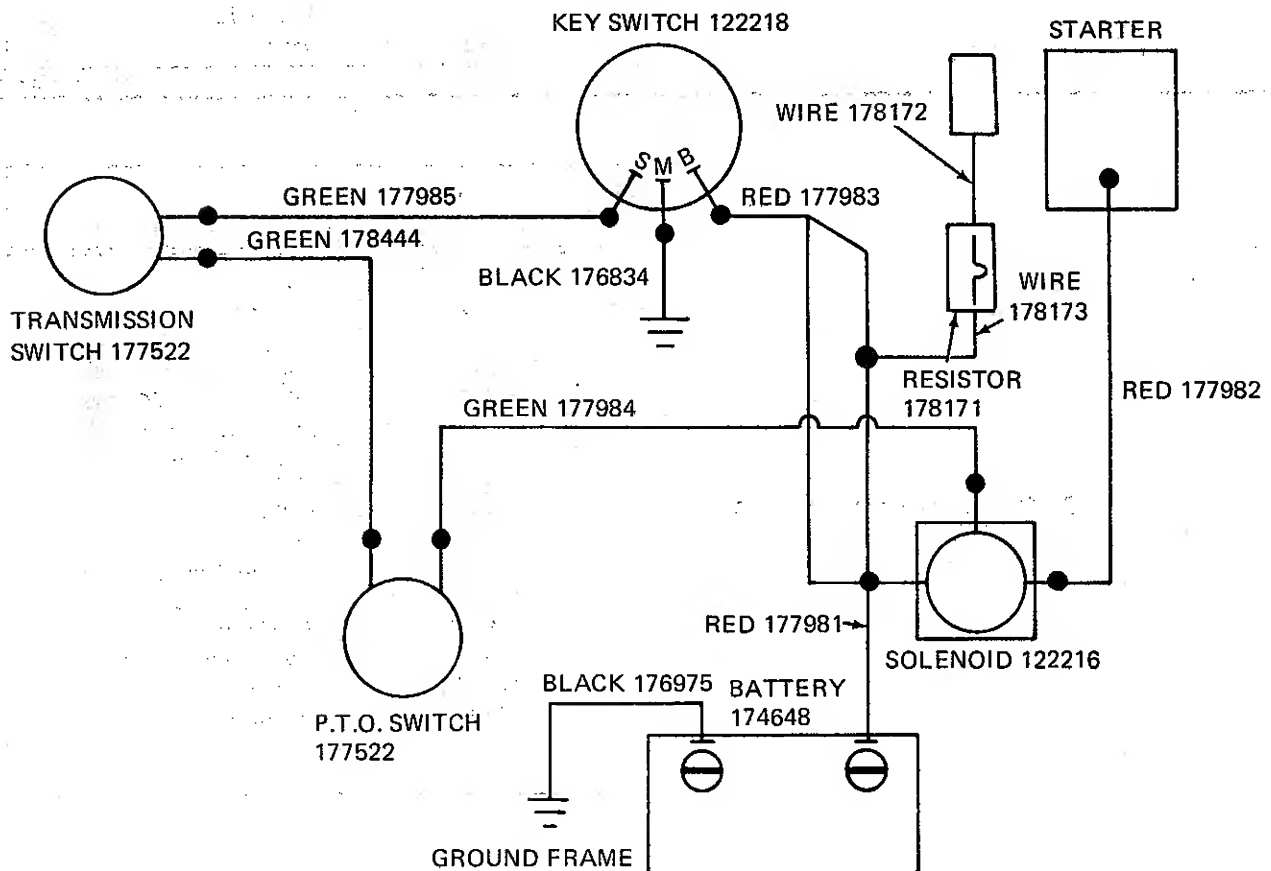 KEY SWITCH 122218
STARTER
WIRE 178172
S M B
GREEN 177985
RED 177983
GREEN 178444
BLACK 176834
WIRE
178173
TRANSMISSION
SWITCH 177522
RESISTOR
178171
RED 177982
GREEN 177984
RED 177981
SOLENOID 122216
BLACK 176975
BATTERY
174648
P.T.O. SWITCH
177522
GROUND FRAME